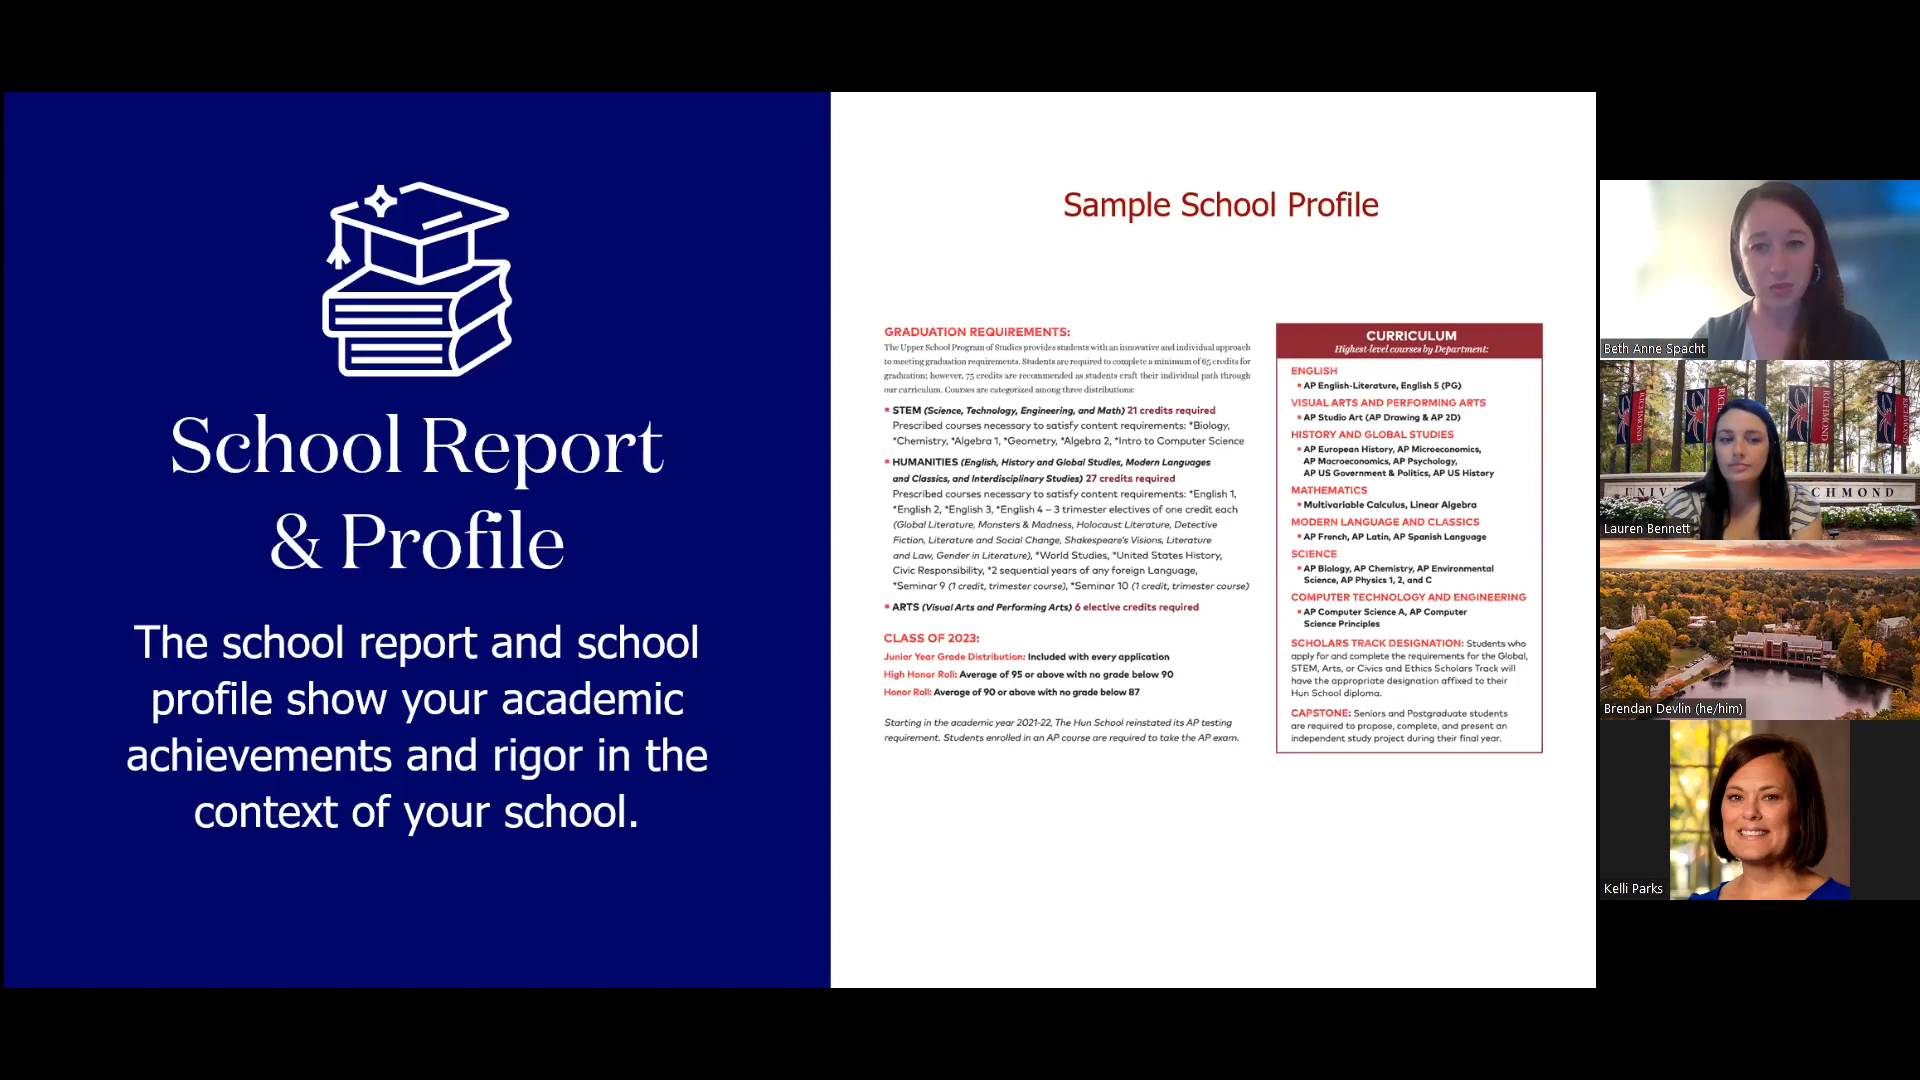 School Report
& Profile
The school report and school
profile show your academic
achievements and rigor in the
context of your school.
Sample School Profile
GRADUATION REQUIREMENTS:
The Upper School Program of Studies provides students with an innovative and individual approach
to meeting graduation requirements. Students are required to complete a minimum of 65 credits for
graduation; however, 75 credits are recommended as students craft their individual path through
our curriculum. Courses are categorized among three distributions:
STEM (Science, Technology, Engineering, and Math) 21 credits required
Prescribed courses necessary to satisfy content requirements: *Biology,
*Chemistry, *Algebra 1, *Geometry, *Algebra 2, *Intro to Computer Science
HUMANITIES (English, History and Global Studies, Modern Languages
and Classics, and Interdisciplinary Studies) 27 credits required
Prescribed courses necessary to satisfy content requirements: *English 1,
*English 2, *English 3, *English 4 – 3 trimester electives of one credit each
(Global Literature, Monsters & Madness, Holocaust Literature, Detective
Fiction, Literature and Social Change, Shakespeare's Visions, Literature
and Law, Gender in Literature), *World Studies, *United States History,
Civic Responsibility, *2 sequential years of any foreign Language,
*Seminar 9 (1 credit, trimester course), *Seminar 10 (1 credit, trimester course)
ARTS (Visual Arts and Performing Arts) 6 elective credits required
CLASS OF 2023:
Junior Year Grade Distribution: Included with every application
High Honor Roll: Average of 95 or above with no grade below 90
Honor Roll: Average of 90 or above with no grade below 87
Starting in the academic year 2021-22, The Hun School reinstated its AP testing
requirement. Students enrolled in an AP course are required to take the AP exam.
CURRICULUM
Highest-level courses by Department:
ENGLISH
AP English-Literature, English 5 (PG)
VISUAL ARTS AND PERFORMING ARTS
AP Studio Art (AP Drawing & AP 2D)
HISTORY AND GLOBAL STUDIES
AP European History, AP Microeconomics,
AP Macroeconomics, AP Psychology,
AP US Government & Politics, AP US History
MATHEMATICS
Multivariable Calculus, Linear Algebra
MODERN LANGUAGE AND CLASSICS
AP French, AP Latin, AP Spanish Language
SCIENCE
AP Biology, AP Chemistry, AP Environmental
Science, AP Physics 1, 2, and C
COMPUTER TECHNOLOGY AND ENGINEERING
AP Computer Science A, AP Computer
Science Principles
SCHOLARS TRACK DESIGNATION: Students who
apply for and complete the requirements for the Global,
STEM, Arts, or Civics and Ethics Scholars Track will
have the appropriate designation affixed to their
Hun School diploma.
CAPSTONE: Seniors and Postgraduate students
are required to propose, complete, and present an
independent study project during their final year.
Beth Anne Spacht
RICHMOND
RICHMOND
UNIV CHMOND
Lauren Bennett
Brendan Devlin (he/him)
Kelli Parks